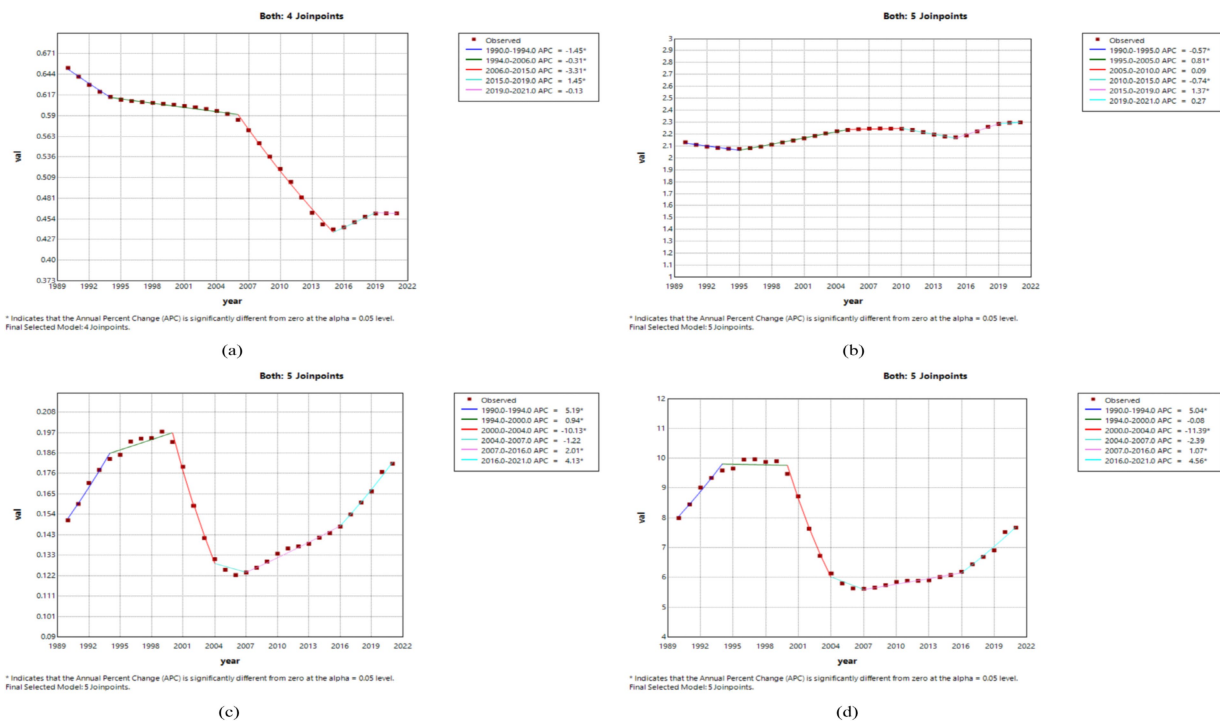 Both: 4 Joinpoints
0.671
0.644
0.617
0.59
0.563
0.536
0.509
0.481
0.454
0.427
0.40
0.373
val
1989 1992 1995 1998 2001 2004 2007 2010 2013 2016 2019 2022
year
Observed
1990.0-1994.0 APC = -1.45*
1994.0-2006.0 APC = -0.31*
2006.0-2015.0 APC = -3.31*
2015.0-2019.0 APC = 1.45*
2019.0-2021.0 APC = -0.13
* Indicates that the Annual Percent Change (APC) is significantly different from zero at the alpha = 0.05 level.
Final Selected Model: 4 Joinpoints.
(a)
Both: 5 Joinpoints
3
2.9
2.8
2.7
2.6
2.5
2.4
2.3
2.2
2.1
2
1.9
1.8
1.7
1.6
1.5
1.4
1.3
1.2
1.1
1
val
1989 1992 1995 1998 2001 2004 2007 2010 2013 2016 2019 2022
year
Observed
1990.0-1995.0 APC = -0.57*
1995.0-2005.0 APC = 0.81*
2005.0-2010.0 APC = 0.09
2010.0-2015.0 APC = -0.74*
2015.0-2019.0 APC = 1.37*
2019.0-2021.0 APC = 0.27
* Indicates that the Annual Percent Change (APC) is significantly different from zero at the alpha = 0.05 level.
Final Selected Model: 5 Joinpoints.
(b)
Both: 5 Joinpoints
0.208
0.197
0.186
0.176
0.165
0.154
0.143
0.133
0.122
0.111
0.101
0.09
val
1989 1992 1995 1998 2001 2004 2007 2010 2013 2016 2019 2022
year
Observed
1990.0-1994.0 APC = 5.19*
1994.0-2000.0 APC = 0.94*
2000.0-2004.0 APC = -10.13*
2004.0-2007.0 APC = -1.22
2007.0-2016.0 APC = 2.01*
2016.0-2021.0 APC = 4.13*
* Indicates that the Annual Percent Change (APC) is significantly different from zero at the alpha = 0.05 level.
Final Selected Model: 5 Joinpoints.
(c)
Both: 5 Joinpoints
12
11
10
9
8
7
6
5
4
val
1989 1992 1995 1998 2001 2004 2007 2010 2013 2016 2019 2022
year
Observed
1990.0-1994.0 APC = 5.04*
1994.0-2000.0 APC = -0.08
2000.0-2004.0 APC = -11.39*
2004.0-2007.0 APC = -2.39
2007.0-2016.0 APC = 1.07*
2016.0-2021.0 APC = 4.56*
* Indicates that the Annual Percent Change (APC) is significantly different from zero at the alpha = 0.05 level.
Final Selected Model: 5 Joinpoints.
(d)